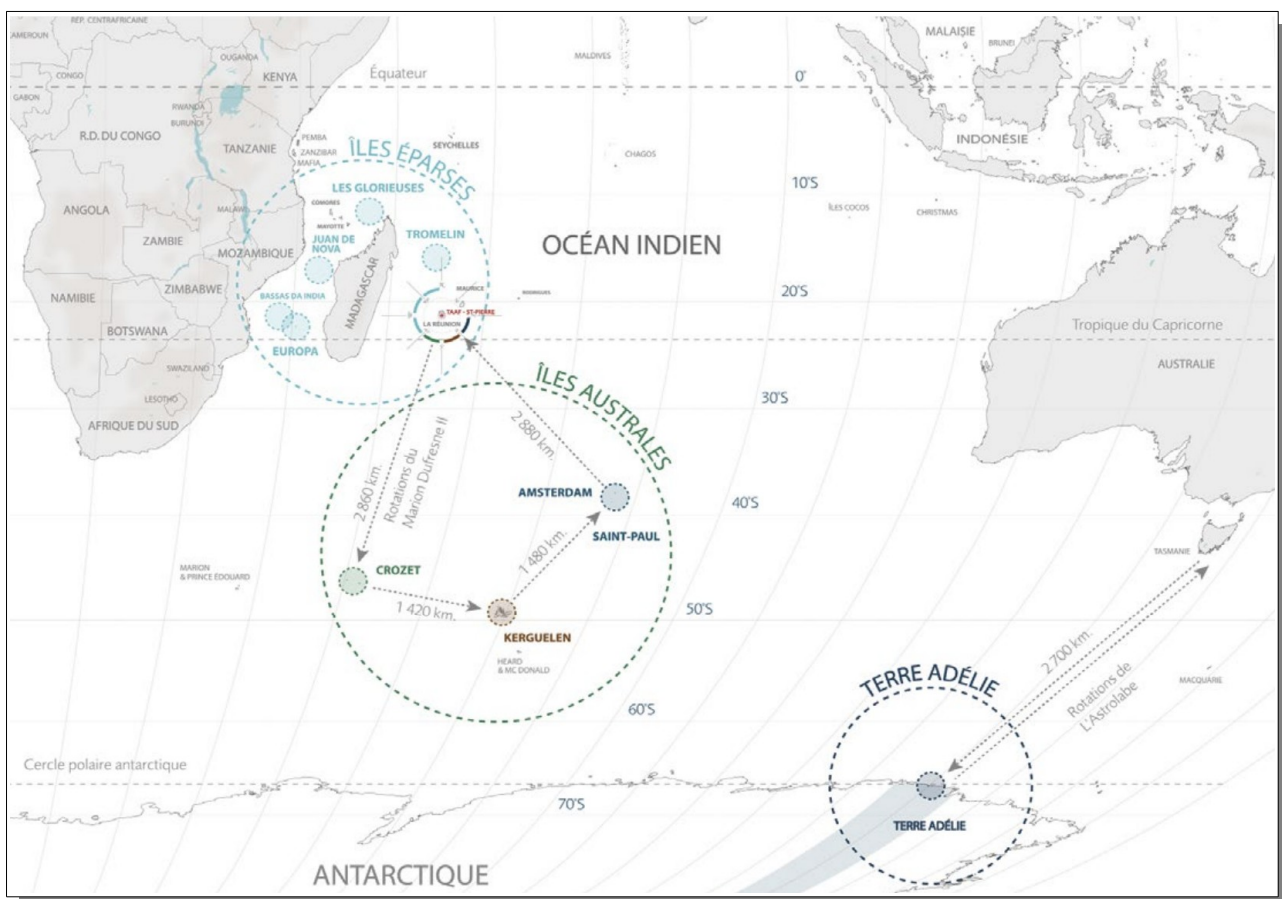 RÉP. CENTRAFRICAINE
AMEROUN
OUGANDA
CONGO
KENYA
GABON
RWANDA
BURUNDI
R.D. DU CONGO
TANZANIE
PEMBA
ZANZIBAR
MAFIA
Équateur
MALDIVES
0°
MALAISIE
BRUNEI
INDONÉSIE
SEYCHELLES
CHAGOS
10°S
ÎLES COCOS
CHRISTMAS
ÎLES ÉPARSES
LES GLORIEUSES
COMORES
MAYOTTE
JUAN DE
NOVA
TROMELIN
BASSAS DA INDIA
EUROPA
MADAGASCAR
ANGOLA
ZAMBIE
MALAWI
MOZAMBIQUE
NAMIBIE
ZIMBABWE
BOTSWANA
SWAZILAND
LESOTHO
AFRIQUE DU SUD
OCÉAN INDIEN
MAURICE
RODRIGUES
TAAF - ST-PIERRE
LA RÉUNION
20°S
Tropique du Capricorne
AUSTRALIE
30°S
ÎLES AUSTRALES
2 880 km.
2 860 km.
Rotations du
Marion Dufresne II
40°S
AMSTERDAM
SAINT-PAUL
1 480 km.
CROZET
1 420 km.
KERGUELEN
HEARD
& MC DONALD
MARION
& PRINCE ÉDOUARD
50°S
TASMANIE
2 700 km.
Rotations de
L'Astrolabe
MACQUARIE
60°S
TERRE ADÉLIE
Cercle polaire antarctique
70°S
TERRE ADÉLIE
ANTARCTIQUE